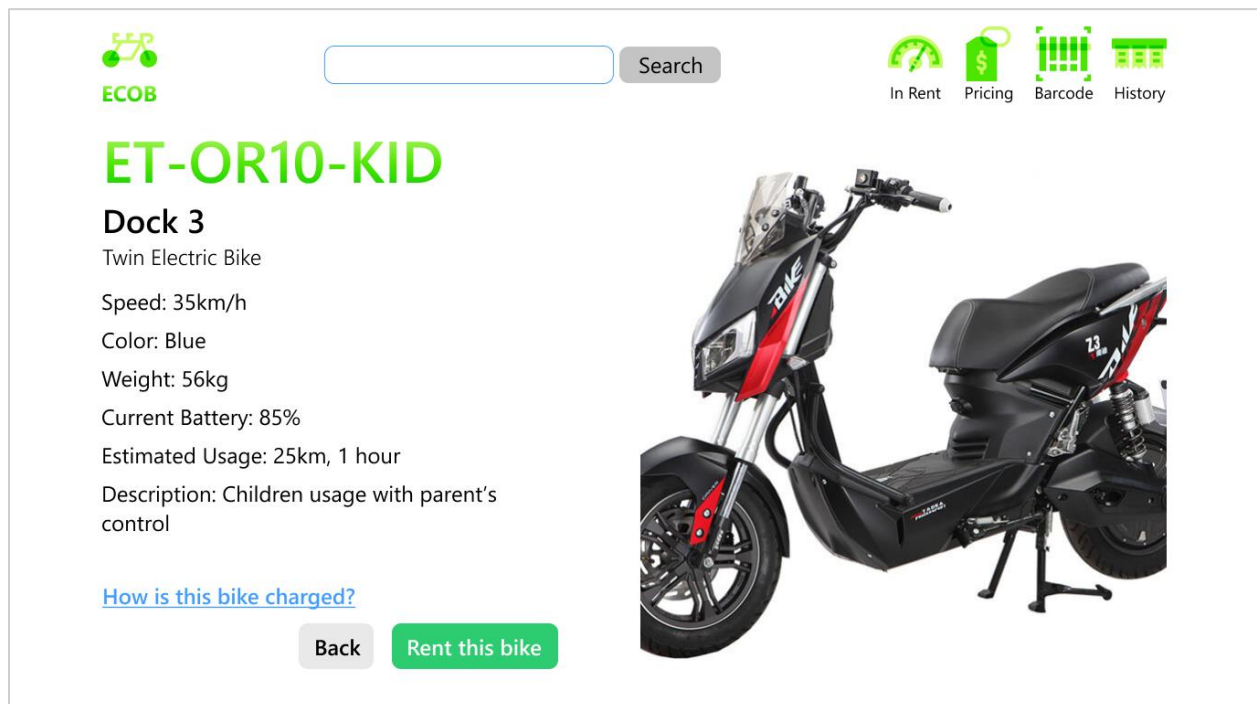 ECOB
Search
In Rent
Pricing
Barcode
History
ET-OR10-KID
Dock 3
Twin Electric Bike
Speed: 35km/h
Color: Blue
Weight: 56kg
Current Battery: 85%
Estimated Usage: 25km, 1 hour
Description: Children usage with parent's
control
How is this bike charged?
Back
Rent this bike
BIKE
Z3